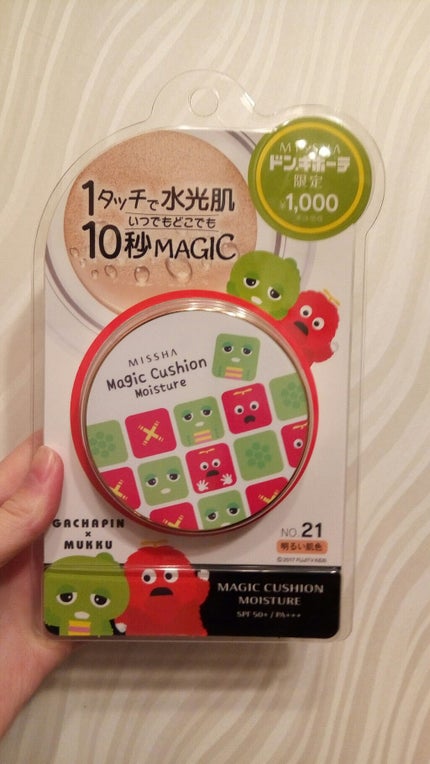 1タッチで水光肌
いつでもどこでも
10秒MAGIC
MISSHA
ドン.キホーテ
限定
¥1,000
MISSHA
Magic Cushion
Moisture
GACHAPIN
×
MUKKU
NO.21
明るい肌色
MAGIC CUSHION
MOISTURE
SPF 50+ / PA+++